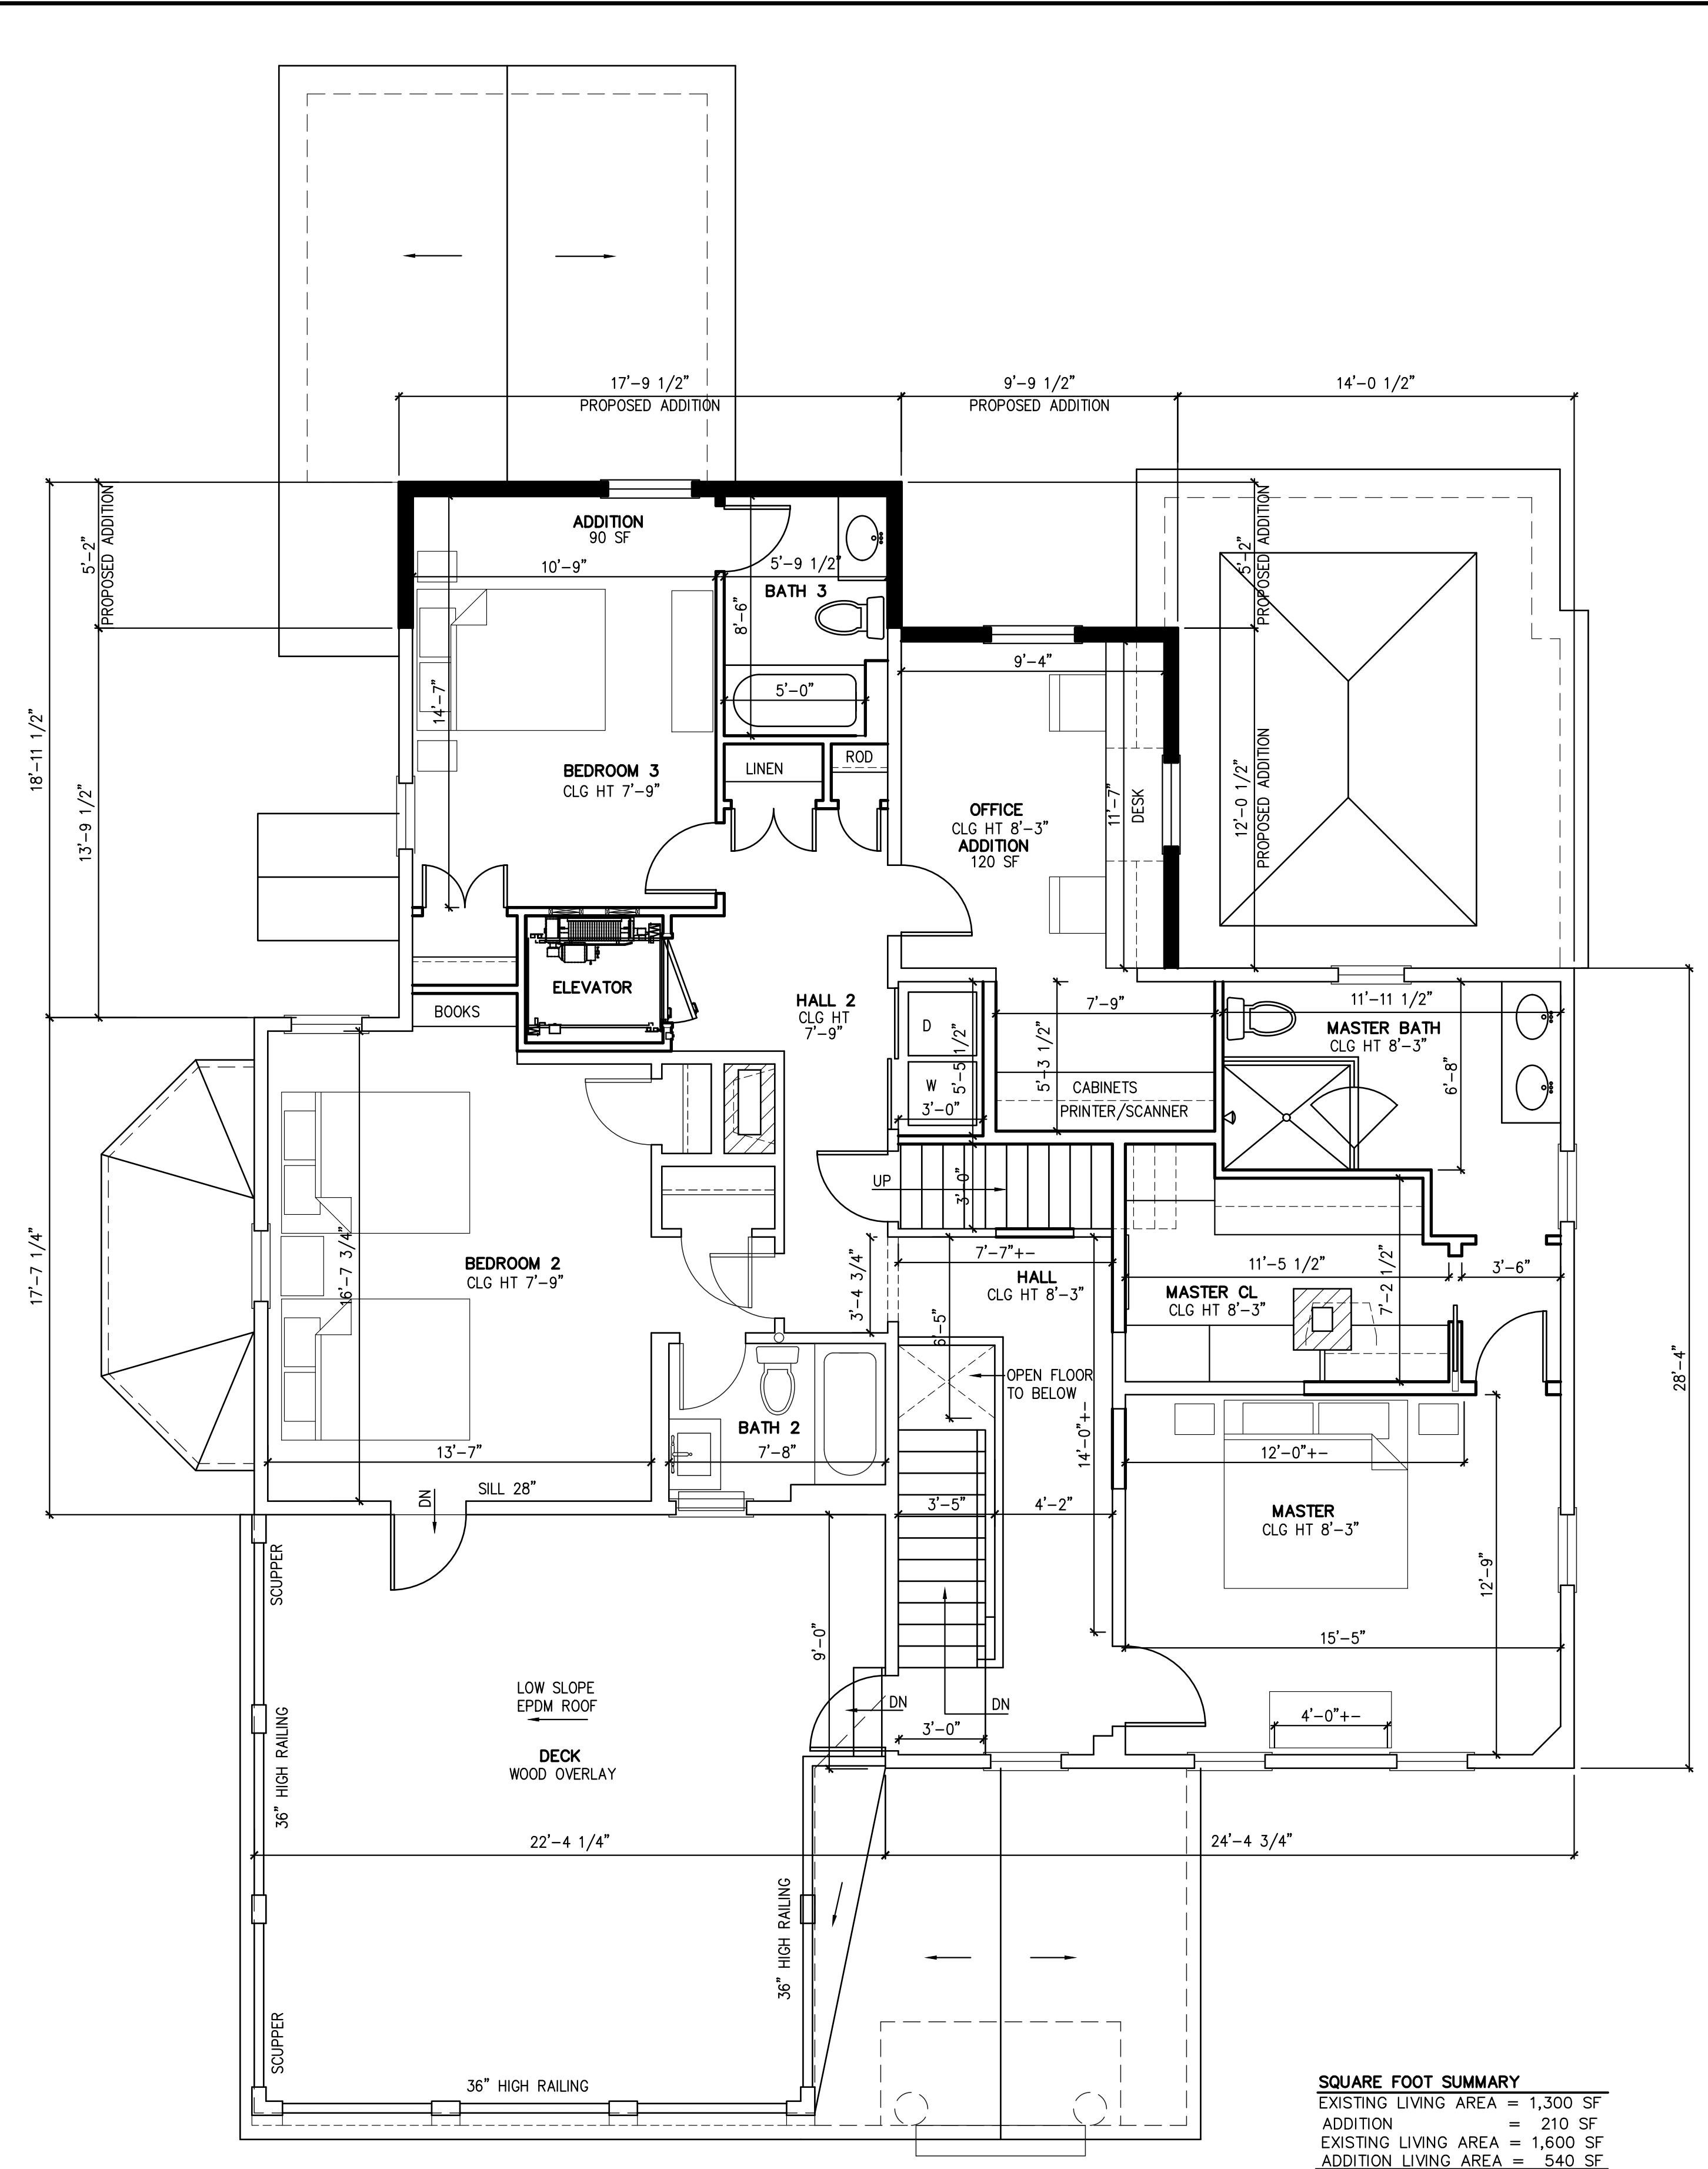 17'-9 1/2"
PROPOSED ADDITION
9'-9 1/2"
PROPOSED ADDITION
14'-0 1/2"
18'-11 1/2"
5'-2"
PROPOSED ADDITION
13'-9 1/2"
17'-7 1/4"
ADDITION
90 SF
10'-9"
5'-9 1/2"
BATH 3
8'-6"
14'-7"
5'-0"
BEDROOM 3
CLG HT 7'-9"
LINEN
ROD
9'-4"
OFFICE
CLG HT 8'-3"
ADDITION
120 SF
11'-7"
DESK
5'-2"
PROPOSED ADDITION
12'-0 1/2"
PROPOSED ADDITION
ELEVATOR
BOOKS
HALL 2
CLG HT
7'-9"
D
W
5'-5 1/2"
3'-0"
7'-9"
5'-3 1/2"
CABINETS
PRINTER/SCANNER
11'-11 1/2"
MASTER BATH
CLG HT 8'-3"
6'-8"
UP
3'-0"
7'-7"+-
HALL
CLG HT 8'-3"
3'-4 3/4"
6'-5"
BEDROOM 2
CLG HT 7'-9"
16'-7 3/4"
11'-5 1/2"
MASTER CL
CLG HT 8'-3"
7'-2 1/2"
3'-6"
28'-4"
OPEN FLOOR
TO BELOW
14'-0"+-
BATH 2
13'-7"
7'-8"
12'-0"+-
SILL 28"
DN
3'-5"
4'-2"
MASTER
CLG HT 8'-3"
12'-9"
SCUPPER
9'-0"
15'-5"
LOW SLOPE
EPDM ROOF
DN
DN
3'-0"
4'-0"+-
36" HIGH RAILING
DECK
WOOD OVERLAY
22'-4 1/4"
24'-4 3/4"
36" HIGH RAILING
SCUPPER
36" HIGH RAILING
SQUARE FOOT SUMMARY
EXISTING LIVING AREA = 1,300 SF
ADDITION = 210 SF
EXISTING LIVING AREA = 1,600 SF
ADDITION LIVING AREA = 540 SF